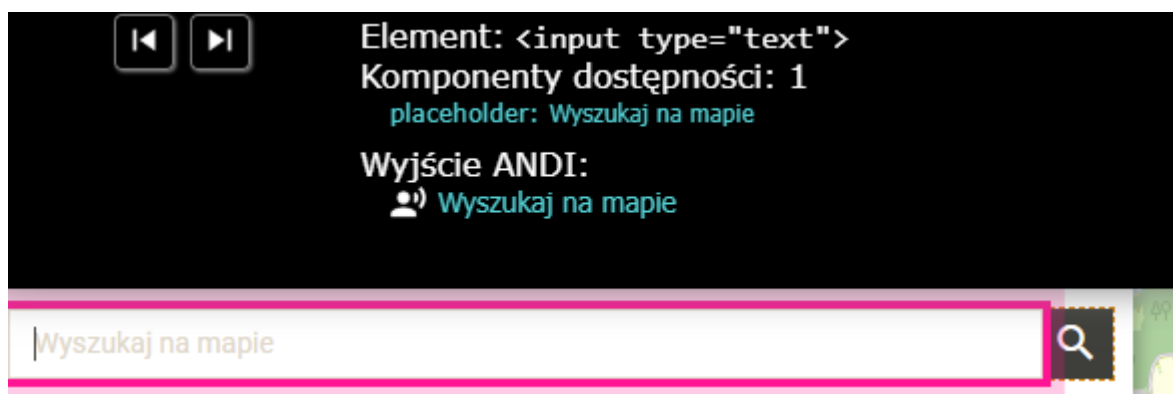 Element: <input type="text">
Komponenty dostępności: 1
placeholder: Wyszukaj na mapie
Wyjście ANDI:
Wyszukaj na mapie
Wyszukaj na mapie